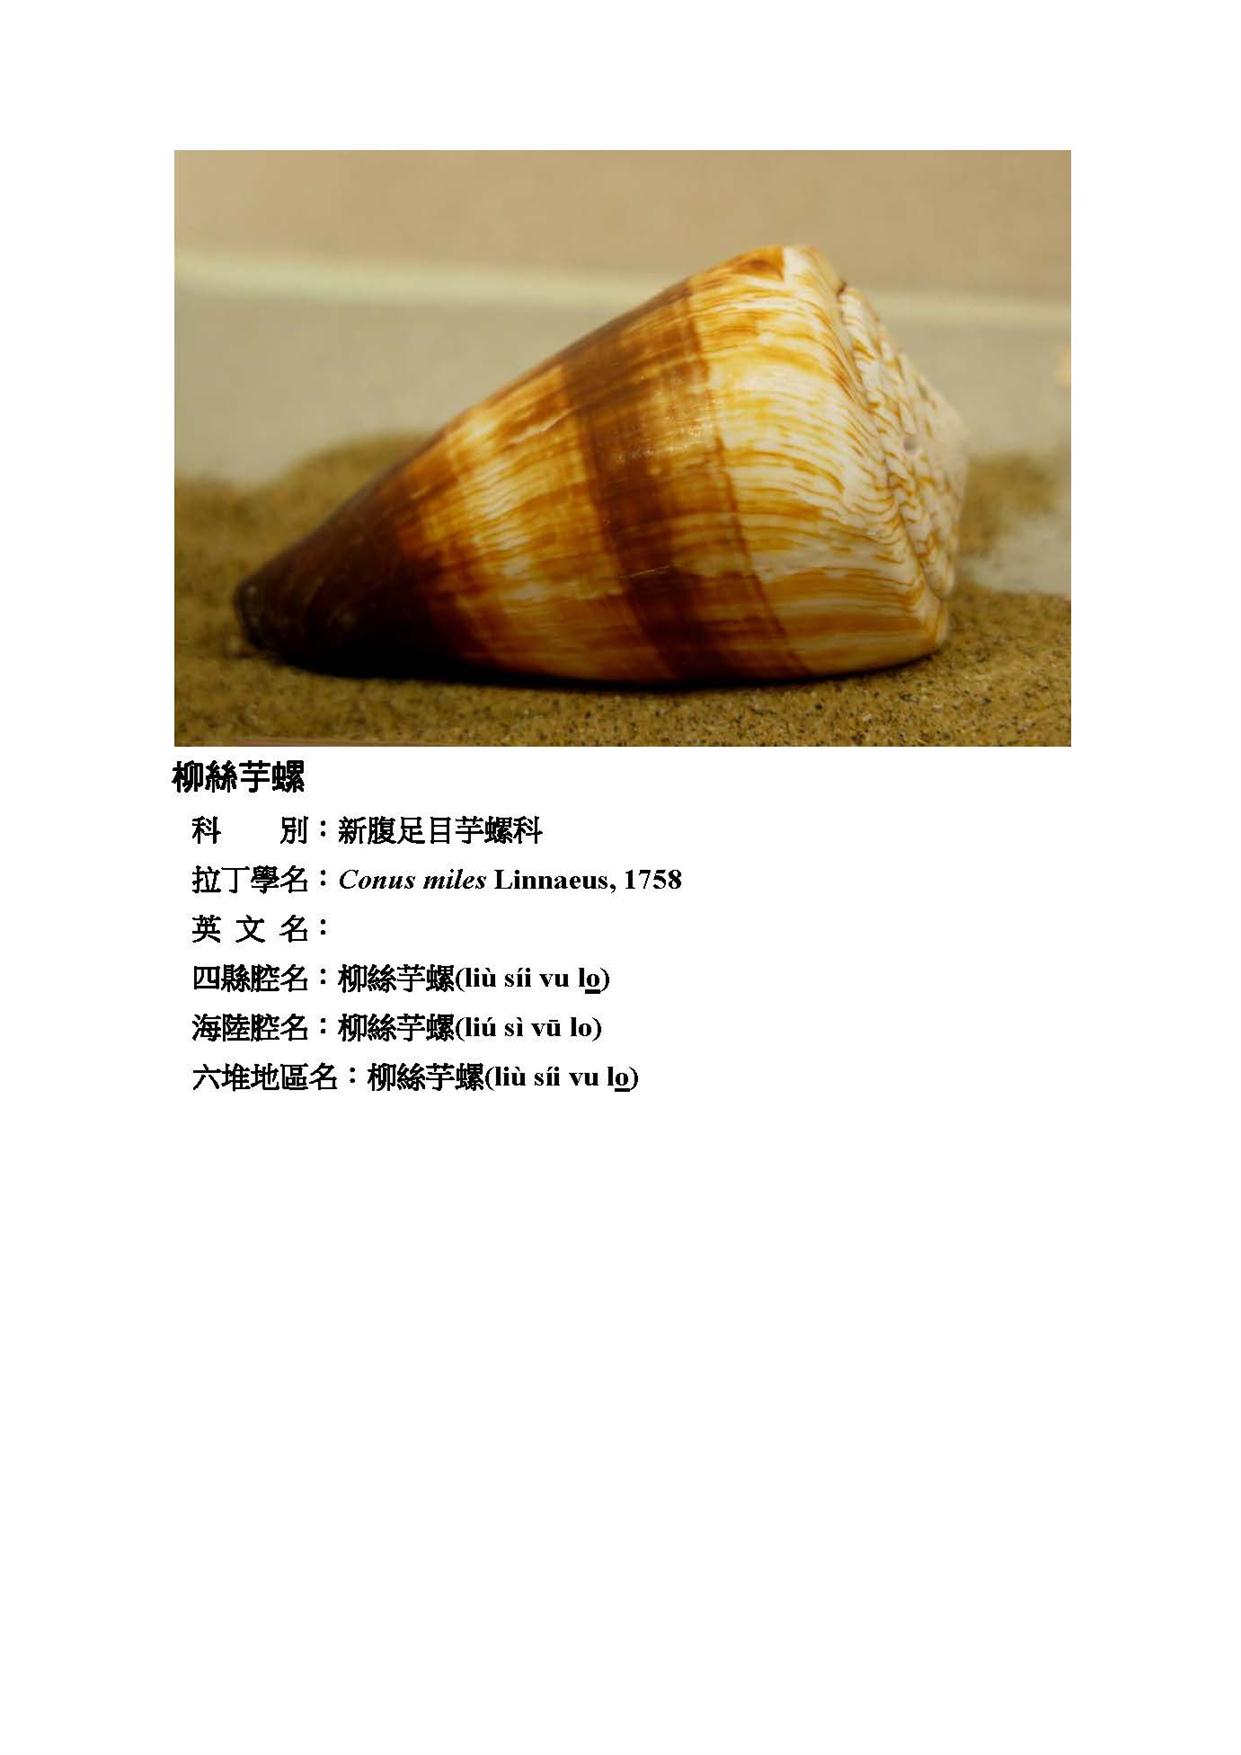 柳絲芋螺
科　　別：新腹足目芋螺科
拉丁學名：Conus miles Linnaeus, 1758
英 文 名：
四縣腔名：柳絲芋螺(liù síi vu lo̲)
海陸腔名：柳絲芋螺(liú sì vū lo)
六堆地區名：柳絲芋螺(liù síi vu lo̲)